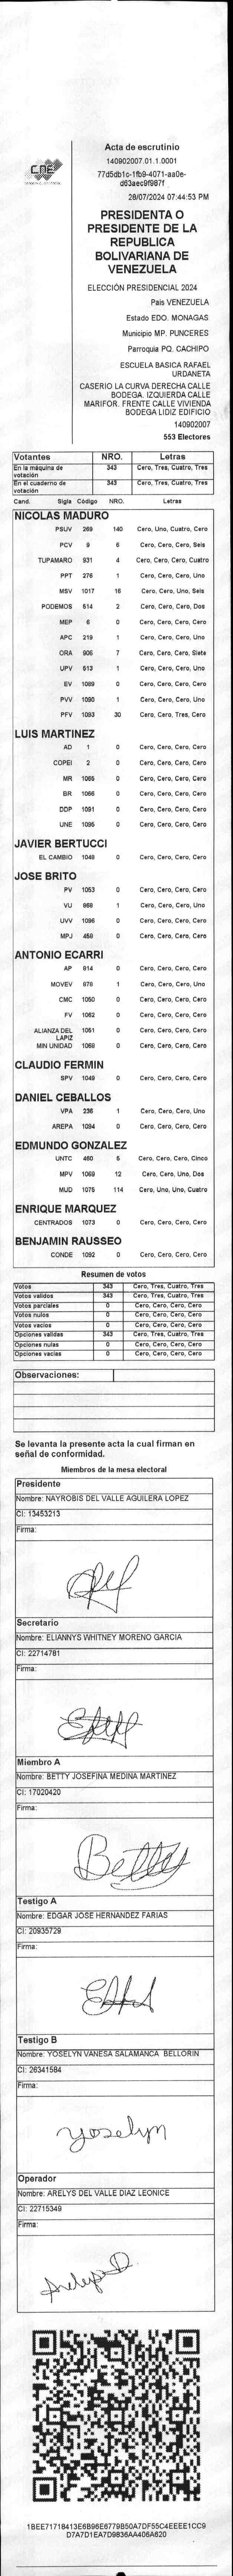 CNE
Acta de escrutinio
140902007.01.1.0001
77d5db1c-1fb9-4071-aa0e-
d63aec9f987f
28/07/2024 07:44:53 PM
PRESIDENTA O
PRESIDENTE DE LA
REPUBLICA
BOLIVARIANA DE
VENEZUELA
ELECCIÓN PRESIDENCIAL 2024
Pais VENEZUELA
Estado EDO. MONAGAS
Municipio MP. PUNCERES
Parroquia PQ. CACHIPO
ESCUELA BASICA RAFAEL
URDANETA
CASERIO LA CURVA DERECHA CALLE
BODEGA. IZQUIERDA CALLE
MARIFOR. FRENTE CALLE VIVIENDA
BODEGA LIDIZ EDIFICIO
140902007
553 Electores
Votantes NRO. Letras
En la máquina de votación 343 Cero, Tres, Cuatro, Tres
En el cuaderno de votación 343 Cero, Tres, Cuatro, Tres
Cand. Sigla Código NRO. Letras
NICOLAS MADURO
PSUV 269 140 Cero, Uno, Cuatro, Cero
PCV 9 6 Cero, Cero, Cero, Seis
TUPAMARO 931 4 Cero, Cero, Cero, Cuatro
PPT 276 1 Cero, Cero, Cero, Uno
MSV 1017 16 Cero, Cero, Uno, Seis
PODEMOS 514 2 Cero, Cero, Cero, Dos
MEP 6 0 Cero, Cero, Cero, Cero
APC 219 1 Cero, Cero, Cero, Uno
ORA 906 7 Cero, Cero, Cero, Siete
UPV 513 1 Cero, Cero, Cero, Uno
EV 1089 0 Cero, Cero, Cero, Cero
PVV 1090 1 Cero, Cero, Cero, Uno
PFV 1093 30 Cero, Cero, Tres, Cero
LUIS MARTINEZ
AD 1 0 Cero, Cero, Cero, Cero
COPEI 2 0 Cero, Cero, Cero, Cero
MR 1065 0 Cero, Cero, Cero, Cero
BR 1066 0 Cero, Cero, Cero, Cero
DDP 1091 0 Cero, Cero, Cero, Cero
UNE 1095 0 Cero, Cero, Cero, Cero
JAVIER BERTUCCI
EL CAMBIO 1048 0 Cero, Cero, Cero, Cero
JOSE BRITO
PV 1053 0 Cero, Cero, Cero, Cero
VU 968 1 Cero, Cero, Cero, Uno
UVV 1096 0 Cero, Cero, Cero, Cero
MPJ 458 0 Cero, Cero, Cero, Cero
ANTONIO ECARRI
AP 914 0 Cero, Cero, Cero, Cero
MOVEV 978 1 Cero, Cero, Cero, Uno
CMC 1050 0 Cero, Cero, Cero, Cero
FV 1062 0 Cero, Cero, Cero, Cero
ALIANZA DEL LAPIZ 1051 0 Cero, Cero, Cero, Cero
MIN UNIDAD 1068 0 Cero, Cero, Cero, Cero
CLAUDIO FERMIN
SPV 1049 0 Cero, Cero, Cero, Cero
DANIEL CEBALLOS
VPA 236 1 Cero, Cero, Cero, Uno
AREPA 1094 0 Cero, Cero, Cero, Cero
EDMUNDO GONZALEZ
UNTC 460 5 Cero, Cero, Cero, Cinco
MPV 1069 12 Cero, Cero, Uno, Dos
MUD 1075 114 Cero, Uno, Uno, Cuatro
ENRIQUE MARQUEZ
CENTRADOS 1073 0 Cero, Cero, Cero, Cero
BENJAMIN RAUSSEO
CONDE 1092 0 Cero, Cero, Cero, Cero
Resumen de votos
Votos 343 Cero, Tres, Cuatro, Tres
Votos validos 343 Cero, Tres, Cuatro, Tres
Votos parciales 0 Cero, Cero, Cero, Cero
Votos nulos 0 Cero, Cero, Cero, Cero
Votos vacíos 0 Cero, Cero, Cero, Cero
Opciones validas 343 Cero, Tres, Cuatro, Tres
Opciones nulas 0 Cero, Cero, Cero, Cero
Opciones vacías 0 Cero, Cero, Cero, Cero
Observaciones:
Se levanta la presente acta la cual firman en
señal de conformidad.
Miembros de la mesa electoral
Presidente
Nombre: NAYROBIS DEL VALLE AGUILERA LOPEZ
CI: 13453213
Firma:
Secretario
Nombre: ELIANNYS WHITNEY MORENO GARCIA
CI: 22714781
Firma:
Miembro A
Nombre: BETTY JOSEFINA MEDINA MARTINEZ
CI: 17020420
Firma:
Betty
Testigo A
Nombre: EDGAR JOSE HERNANDEZ FARIAS
CI: 20935729
Firma:
Testigo B
Nombre: YOSELYN VANESA SALAMANCA BELLORIN
CI: 26341584
Firma:
yoselyn
Operador
Nombre: ARELYS DEL VALLE DIAZ LEONICE
CI: 22715349
Firma:
Arelys D
1BEE71718413E6B96E6779B50A7DF55C4EEEE1CC9
D7A7D1EA7D9836AA406A620